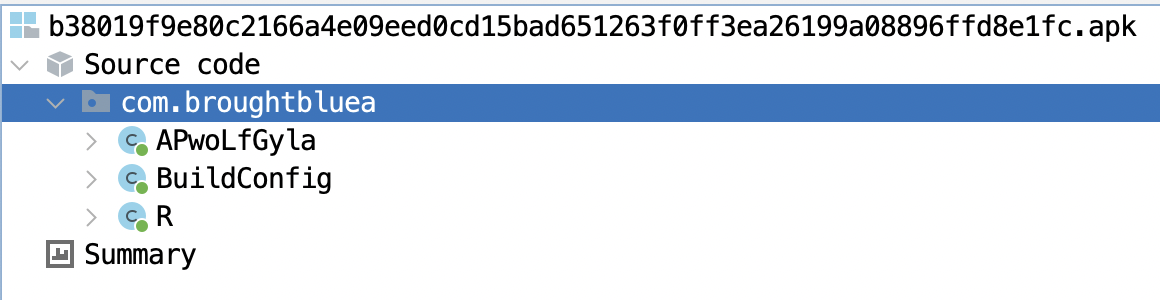 b38019f9e80c2166a4e09eed0cd15bad651263f0ff3ea26199a08896ffd8e1fc.apk
Source code
com.broughtbluea
C APwoLfGyla
C BuildConfig
C R
Summary